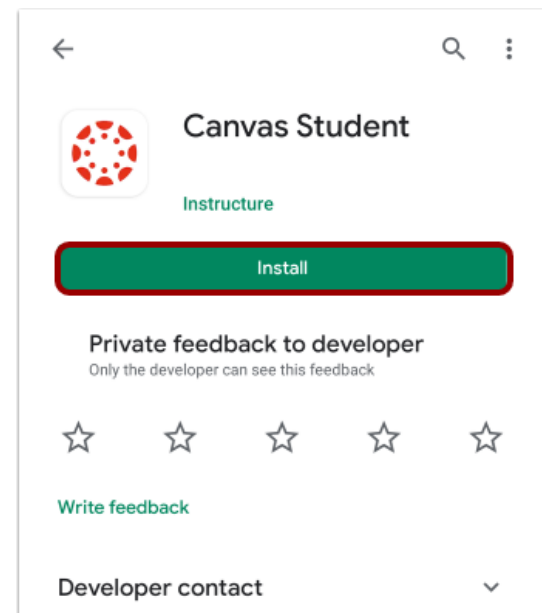 Canvas Student
Instructure
Install
Private feedback to developer
Only the developer can see this feedback
Write feedback
Developer contact